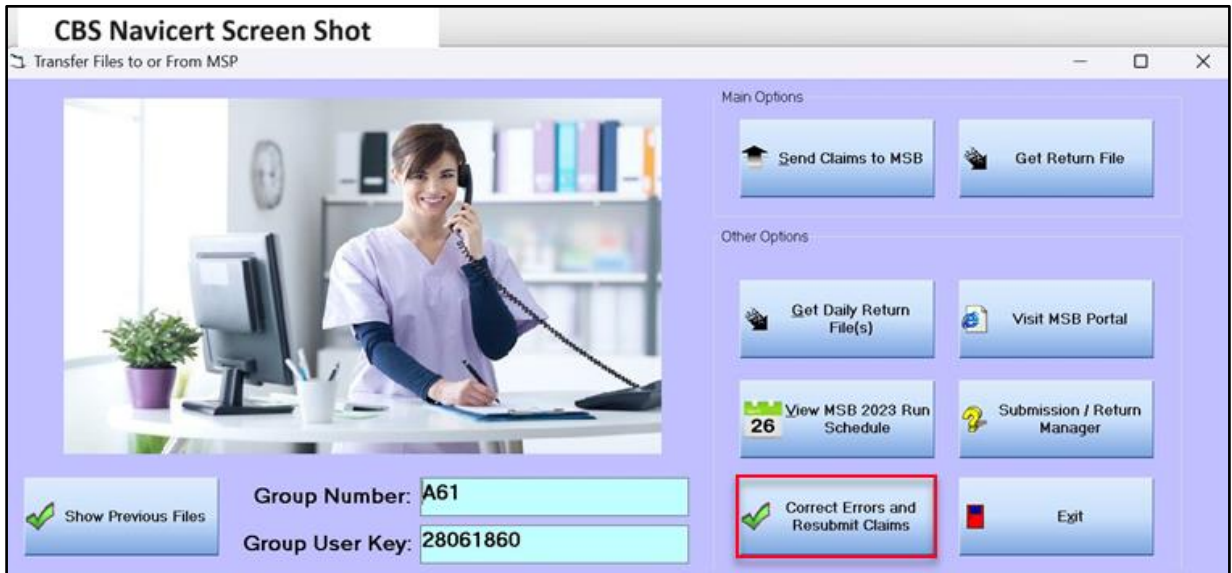 CBS Navicert Screen Shot
Transfer Files to or From MSP
Main Options
Send Claims to MSB
Get Return File
Other Options
Get Daily Return
File(s)
Visit MSB Portal
26
View MSB 2023 Run
Schedule
Submission / Return
Manager
Show Previous Files
Group Number: A61
Group User Key: 28061860
Correct Errors and
Resubmit Claims
Exit